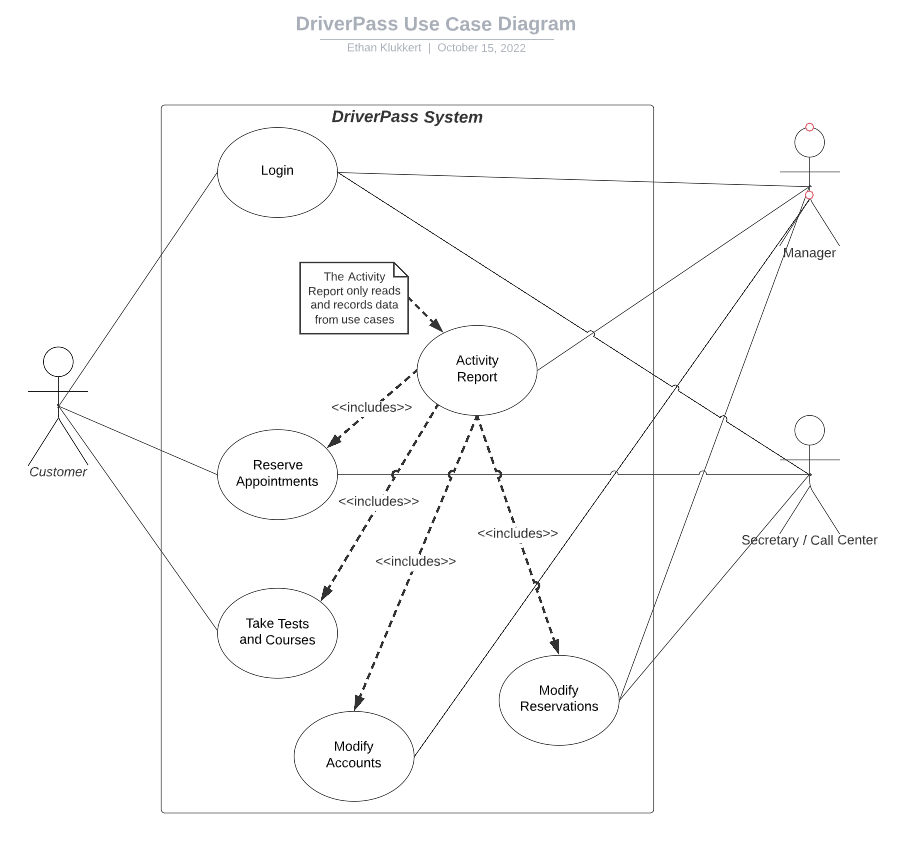 DriverPass Use Case Diagram
Ethan Klukkert | October 15, 2022
DriverPass System
Login
Manager
The Activity
Report only reads
and records data
from use cases
Activity
Report
<<includes>>
Customer
Reserve
Appointments
<<includes>>
<<includes>>
<<includes>>
Secretary / Call Center
Take Tests
and Courses
Modify
Reservations
Modify
Accounts